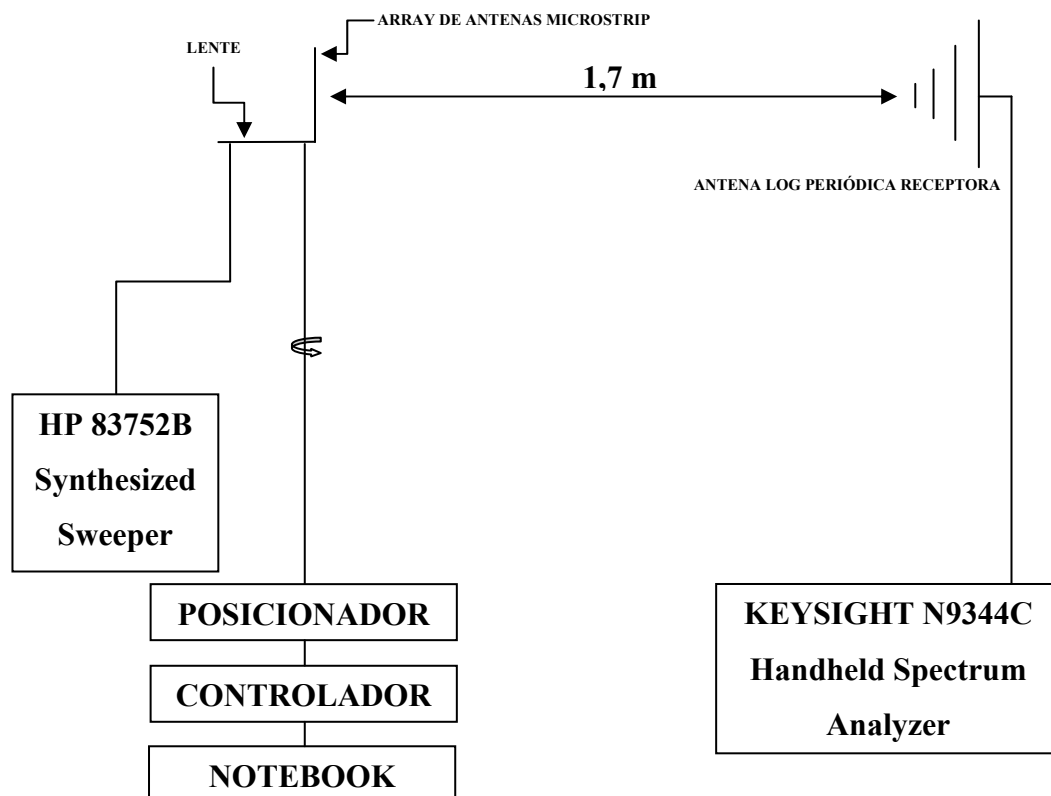 ARRAY DE ANTENAS MICROSTRIP
LENTE
1,7 m
ANTENA LOG PERIÓDICA RECEPTORA
HP 83752B
Synthesized
Sweeper
POSICIONADOR
CONTROLADOR
NOTEBOOK
KEYSIGHT N9344C
Handheld Spectrum
Analyzer